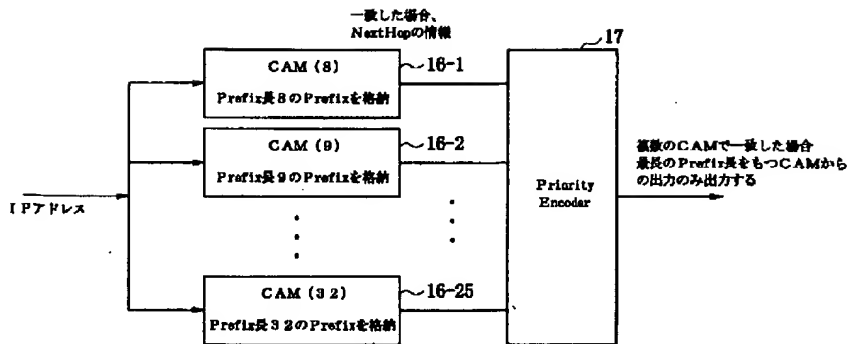 一致した場合、
NextHopの情報
17
CAM（8）
Prefix長8のPrefixを格納
16-1
CAM（9）
Prefix長9のPrefixを格納
16-2
IPアドレス
Priority
Encoder
複数のCAMで一致した場合
最長のPrefix長をもつCAMから
の出力のみ出力する
CAM（32）
Prefix長32のPrefixを格納
16-25